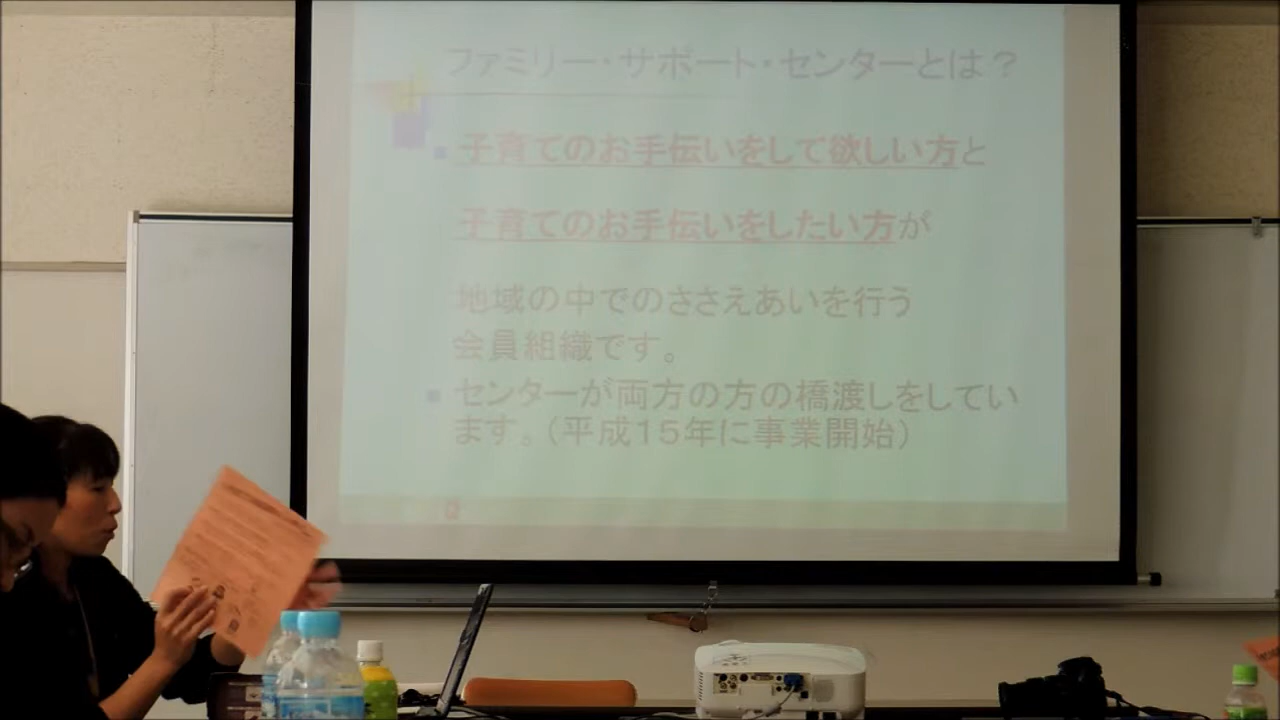 ファミリー・サポート・センターとは？
子育てのお手伝いをして欲しい方と
子育てのお手伝いをしたい方が
地域の中でのささえあいを行う
会員組織です。
センターが両方の方の橋渡しをしてい
ます。（平成１５年に事業開始）